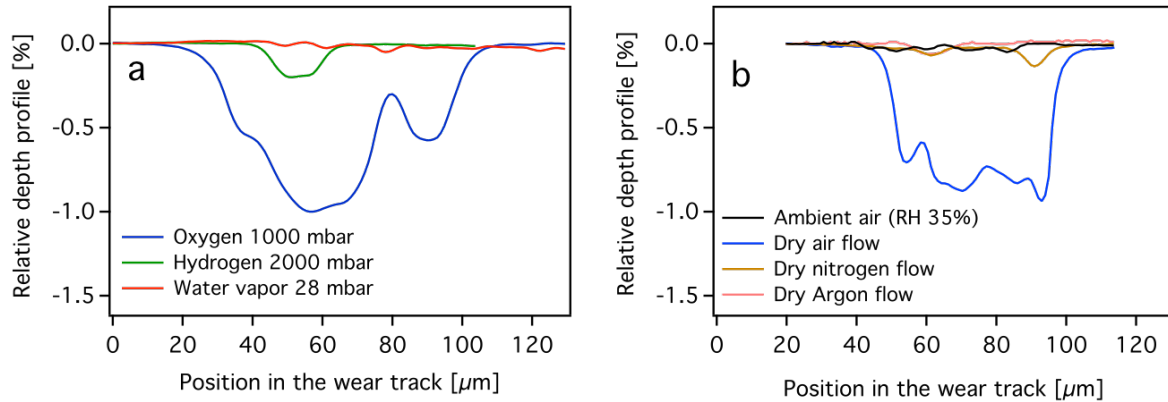 Relative depth profile [%]
0.0
-0.5
-1.0
-1.5
a
Oxygen 1000 mbar
Hydrogen 2000 mbar
Water vapor 28 mbar
0 20 40 60 80 100 120
Position in the wear track [µm]
Relative depth profile [%]
0.0
-0.5
-1.0
-1.5
b
Ambient air (RH 35%)
Dry air flow
Dry nitrogen flow
Dry Argon flow
0 20 40 60 80 100 120
Position in the wear track [µm]